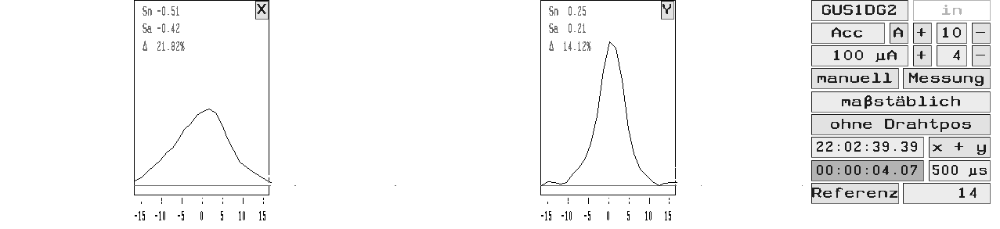 Sn -0.51
Sa -0.42
Δ 21.82%
X
-15 -10 -5 0 5 10 15
Sn 0.25
Sa 0.21
Δ 14.12%
Y
-15 -10 -5 0 5 10 15
GUS1DG2 in
Acc A + 10 -
100 µA + 4 -
manuell Messung
maβstäblich
ohne Drahtpos
22:02:39.39 x + y
00:00:04.07 500 µs
Referenz 14